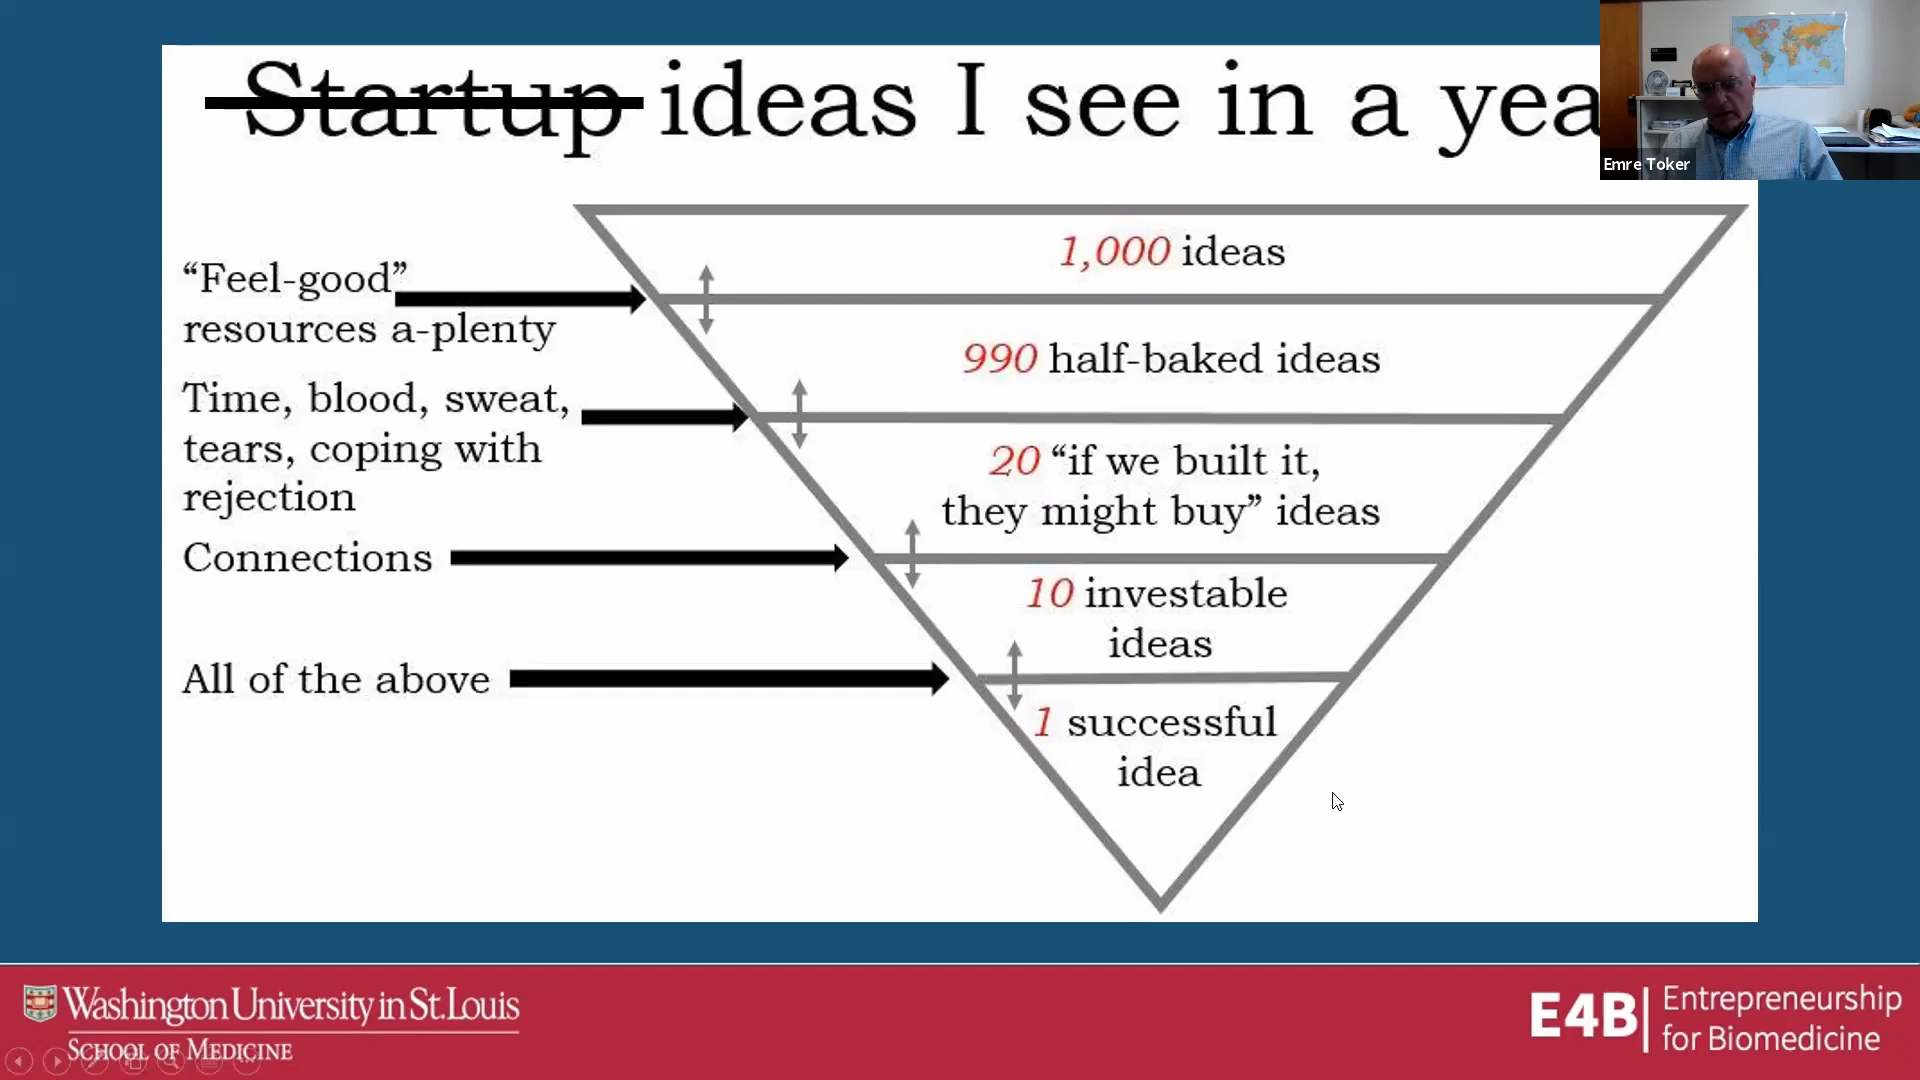 Startup ideas I see in a yea
Emre Toker
1,000 ideas
“Feel-good”
resources a-plenty
990 half-baked ideas
Time, blood, sweat,
tears, coping with
rejection
20 “if we built it,
they might buy” ideas
Connections
10 investable
ideas
All of the above
1 successful
idea
Washington University in St. Louis
SCHOOL OF MEDICINE
E4B
Entrepreneurship
for Biomedicine